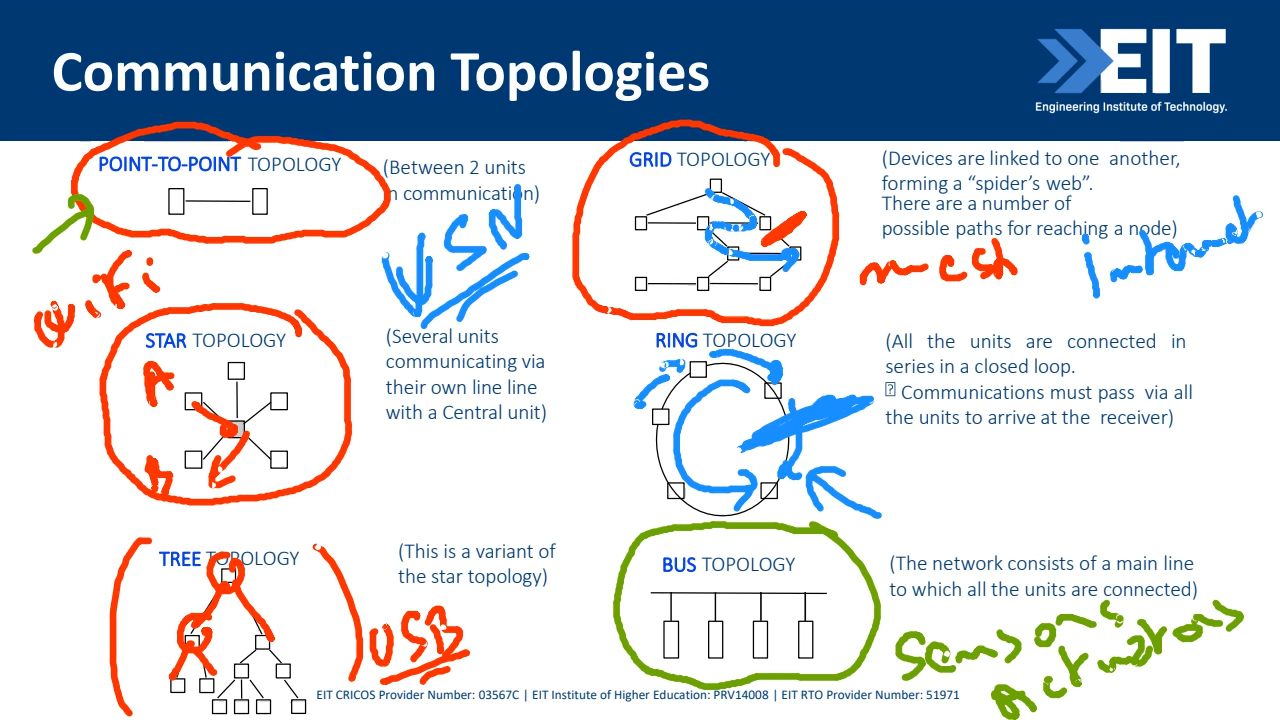 Communication Topologies
EIT
Engineering Institute of Technology.
POINT-TO-POINT TOPOLOGY
(Between 2 units
in communication)
WSN
wifi
GRID TOPOLOGY
(Devices are linked to one another,
forming a “spider’s web”.
There are a number of
possible paths for reaching a node)
mesh
internet
STAR TOPOLOGY
A
B
(Several units
communicating via
their own line line
with a Central unit)
RING TOPOLOGY
(All the units are connected in
series in a closed loop.
Communications must pass via all
the units to arrive at the receiver)
TREE TOPOLOGY
(This is a variant of
the star topology)
USB
BUS TOPOLOGY
(The network consists of a main line
to which all the units are connected)
Sensors
Actuators
EIT CRICOS Provider Number: 03567C | EIT Institute of Higher Education: PRV14008 | EIT RTO Provider Number: 51971